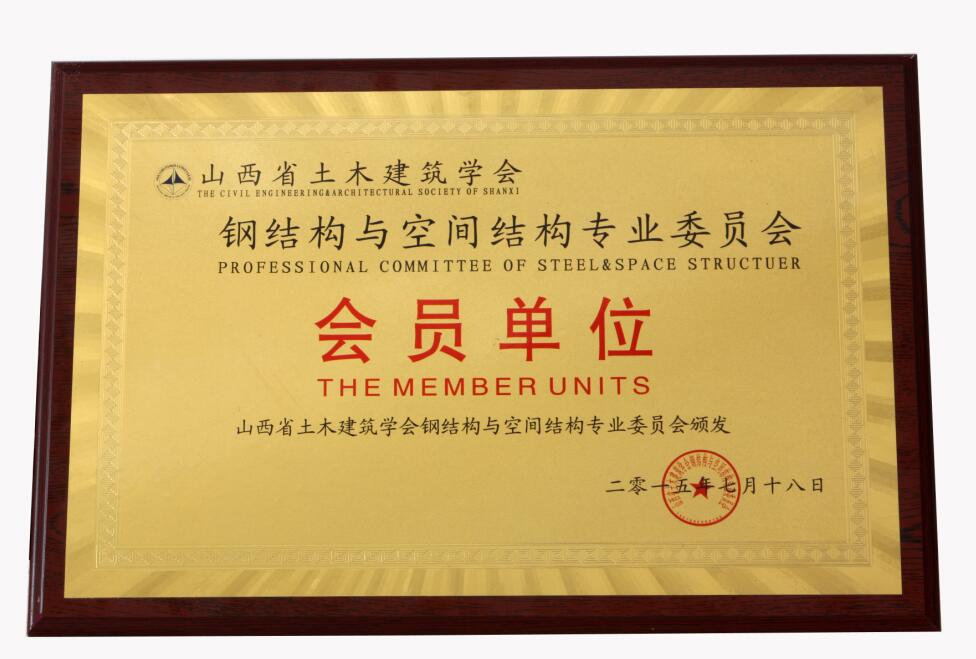 山西省土木建筑学会
THE CIVIL ENGINEERING&ARCHITECTURAL SOCIETY OF SHANXI
钢结构与空间结构专业委员会
PROFESSIONAL COMMITTEE OF STEEL&SPACE STRUCTUER
会员单位
THE MEMBER UNITS
山西省土木建筑学会钢结构与空间结构专业委员会颁发
二零一五年七月十八日